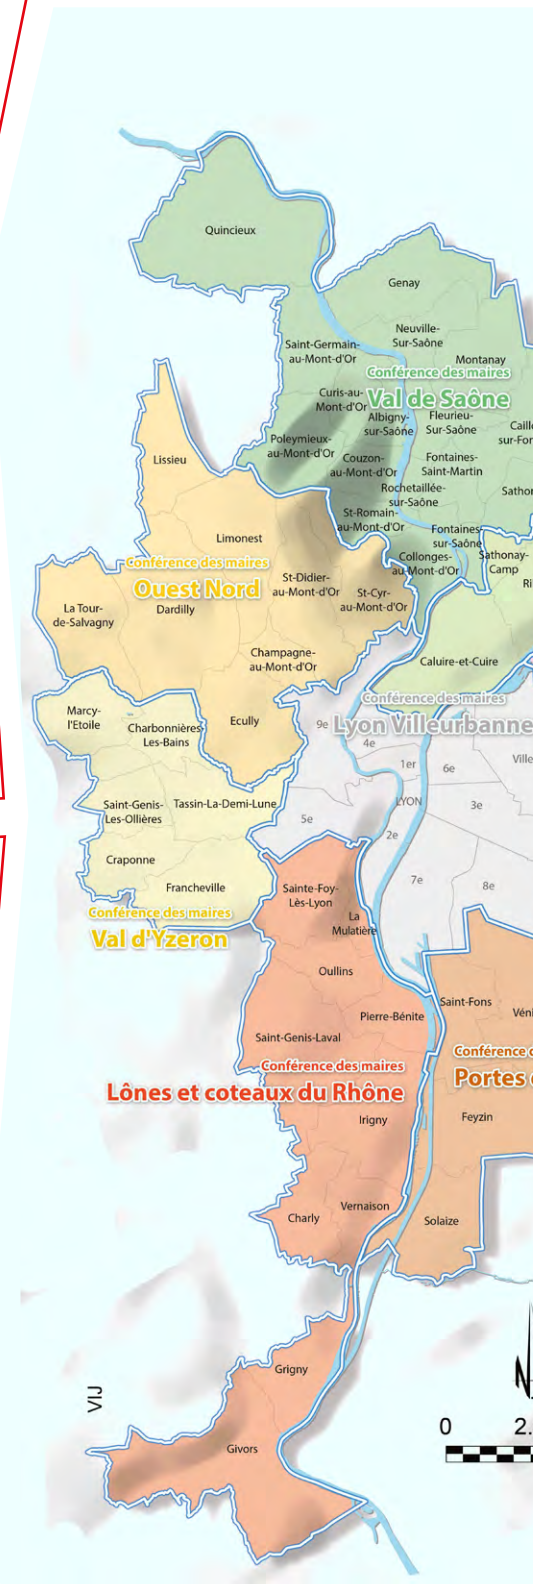 Quincieux
Genay
Neuville-
Sur-Saône
Saint-Germain-
au-Mont-d'Or
Montanay
Conférence des maires
Val de Saône
Curis-au-
Mont-d'Or
Albigny-
sur-Saône
Fleurieu-
Sur-Saône
Poleymieux-
au-Mont-d'Or
Couzon-
au-Mont-d'Or
Fontaines-
Saint-Martin
Rochetaillée-
sur-Saône
St-Romain-
au-Mont-d'Or
Fontaines-
sur-Saône
Collonges-
au-Mont-d'Or
Sathonay-
Camp
Lissieu
Limonest
Conférence des maires
Ouest Nord
St-Didier-
au-Mont-d'Or
St-Cyr-
au-Mont-d'Or
La Tour-
de-Salvagny
Dardilly
Champagne-
au-Mont-d'Or
Caluire-et-Cuire
Conférence des maires
Lyon Villeurbanne
Marcy-
l'Etoile
Charbonnières-
Les-Bains
Ecully
9e
4e
1er
6e
Ville
Saint-Genis-
Les-Ollières
Tassin-La-Demi-Lune
LYON
3e
5e
2e
Craponne
7e
8e
Francheville
Conférence des maires
Val d'Yzeron
Sainte-Foy-
Lès-Lyon
La
Mulatière
Oullins
Saint-Fons
Pierre-Bénite
Véni
Saint-Genis-Laval
Conférence d
Portes
Conférence des maires
Lônes et coteaux du Rhône
Irigny
Feyzin
Vernaison
Charly
Solaize
Grigny
Givors
VIJ
N
0 2.